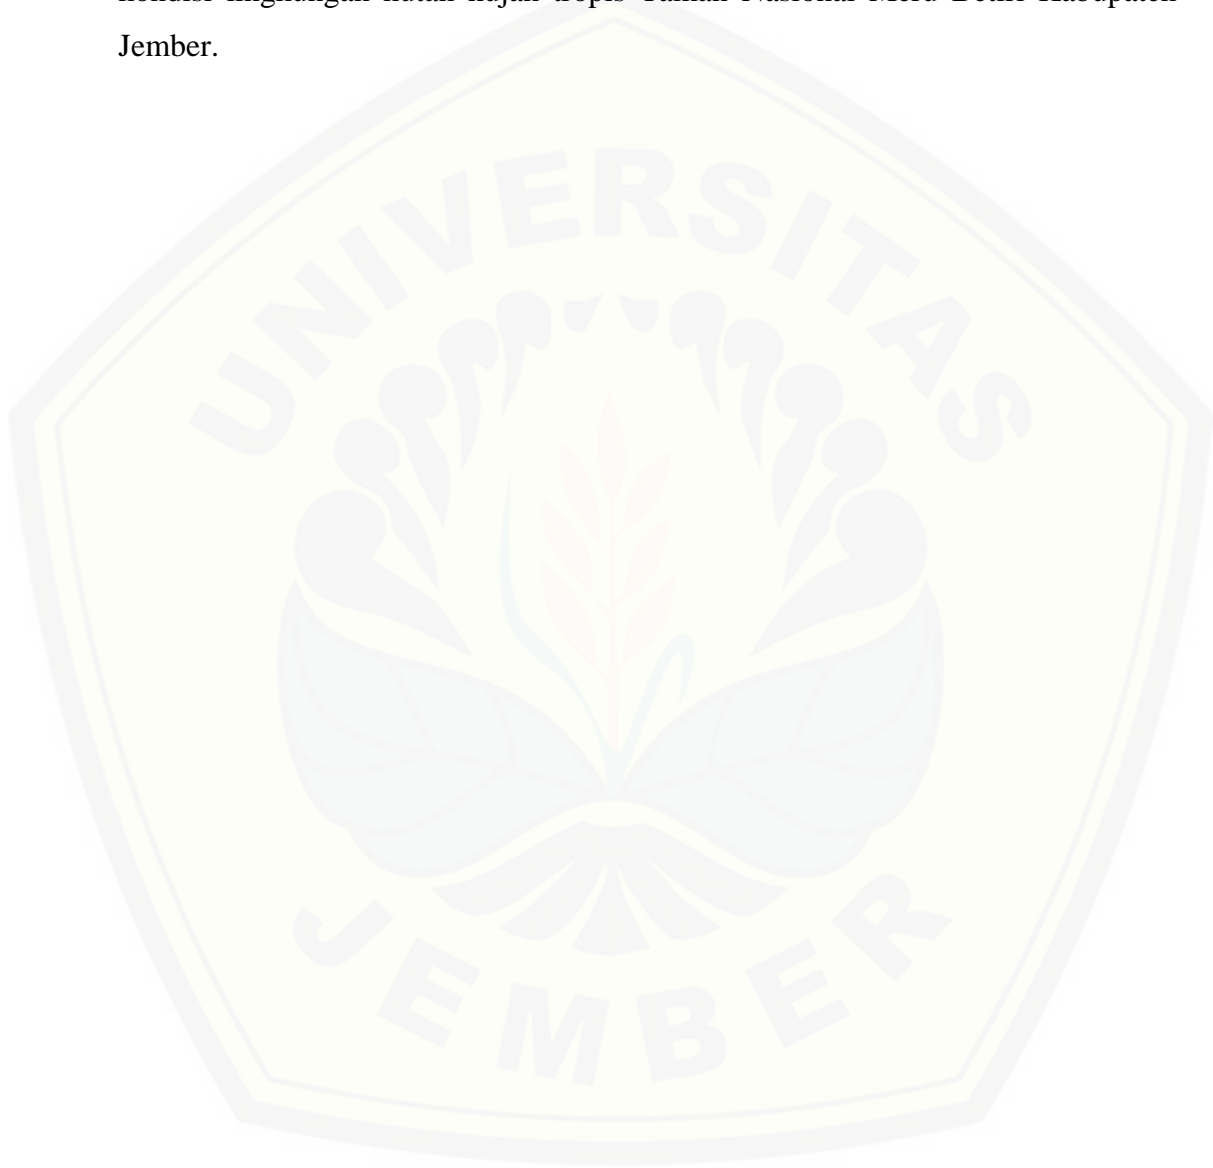 kondisi lingkungan hutan hujan tropis Taman Nasional Meru Betiri Kabupaten
Jember.
UNIVERSITAS
JEMBER